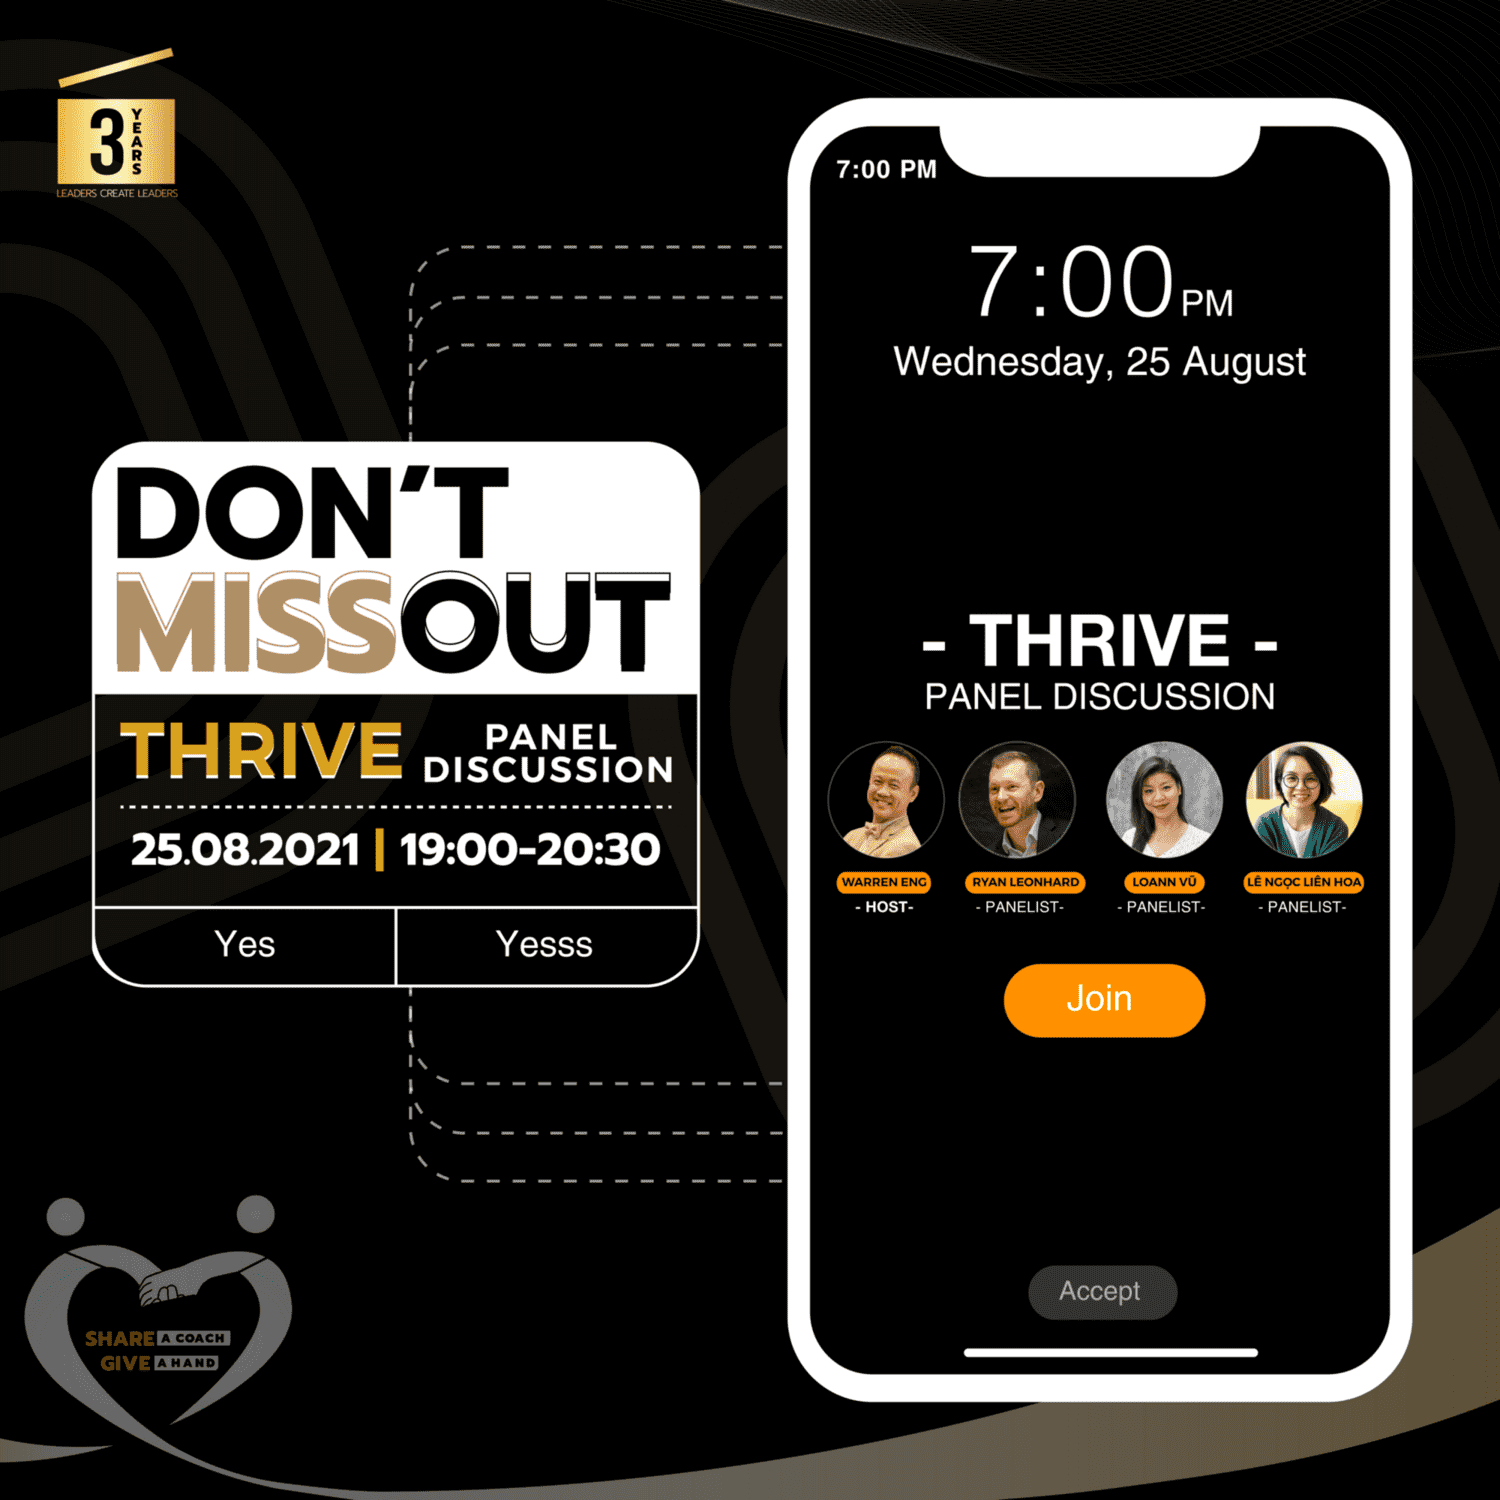 3 YEARS
LEADERS CREATE LEADERS
DON'T
MISSOUT
THRIVE PANEL DISCUSSION
25.08.2021 | 19:00-20:30
Yes Yesss
SHARE A COACH
GIVE A HAND
7:00 PM
7:00 PM
Wednesday, 25 August
- THRIVE -
PANEL DISCUSSION
WARREN ENG RYAN LEONHARD LOANN VŨ LÊ NGỌC LIÊN HOA
- HOST- - PANELIST- - PANELIST- - PANELIST-
Join
Accept